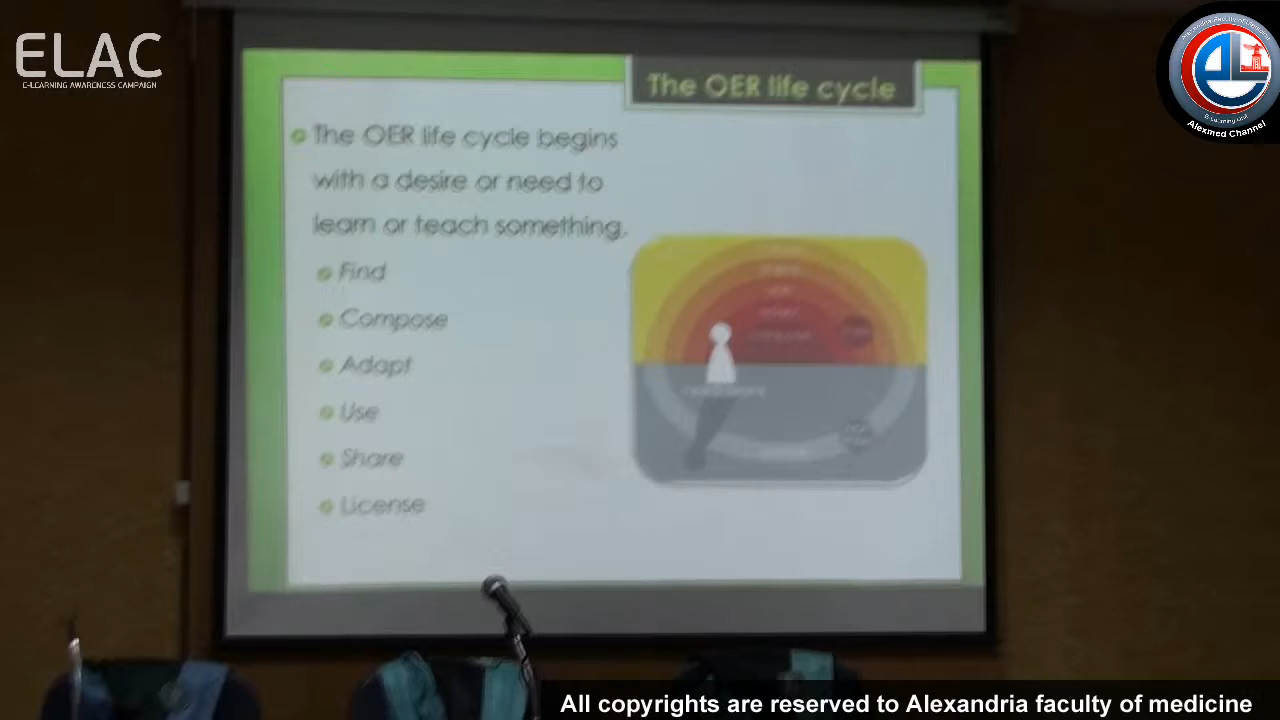 ELAC
E-LEARNING AWARENESS CAMPAIGN
Alexmed Channel
The OER life cycle
The OER life cycle begins
with a desire or need to
learn or teach something.
Find
Compose
Adapt
Use
Share
License
All copyrights are reserved to Alexandria faculty of medicine